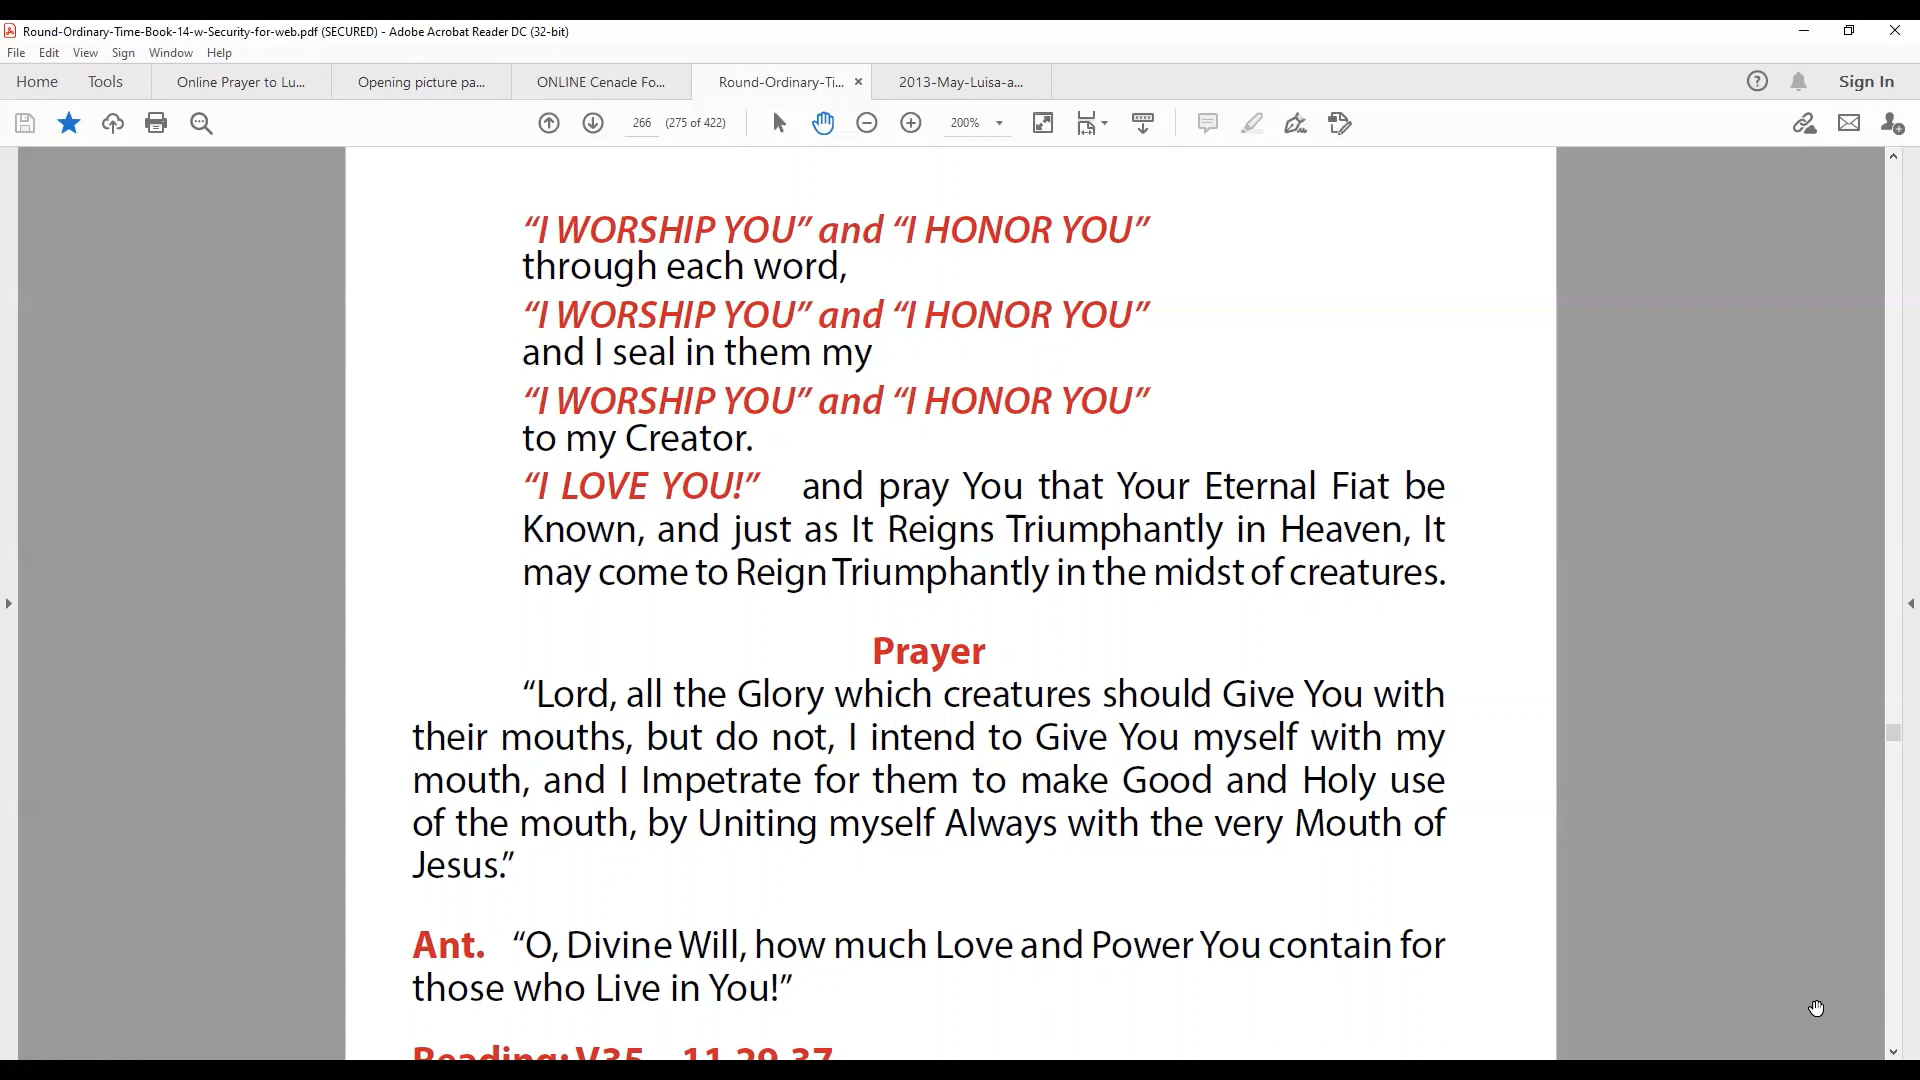 Round-Ordinary-Time-Book-14-w-Security-for-web.pdf (SECURED) - Adobe Acrobat Reader DC (32-bit)
File Edit View Sign Window Help
Home Tools Online Prayer to Lu... Opening picture pa... ONLINE Cenacle Fo... Round-Ordinary-Ti... × 2013-May-Luisa-a... Sign In
266 (275 of 422) 200%
“I WORSHIP YOU” and “I HONOR YOU”
through each word,
“I WORSHIP YOU” and “I HONOR YOU”
and I seal in them my
“I WORSHIP YOU” and “I HONOR YOU”
to my Creator.
“I LOVE YOU!” and pray You that Your Eternal Fiat be
Known, and just as It Reigns Triumphantly in Heaven, It
may come to Reign Triumphantly in the midst of creatures.
Prayer
“Lord, all the Glory which creatures should Give You with
their mouths, but do not, I intend to Give You myself with my
mouth, and I Impetrate for them to make Good and Holy use
of the mouth, by Uniting myself Always with the very Mouth of
Jesus.”
Ant. “O, Divine Will, how much Love and Power You contain for
those who Live in You!”
Reading: V35 – 11.29.37